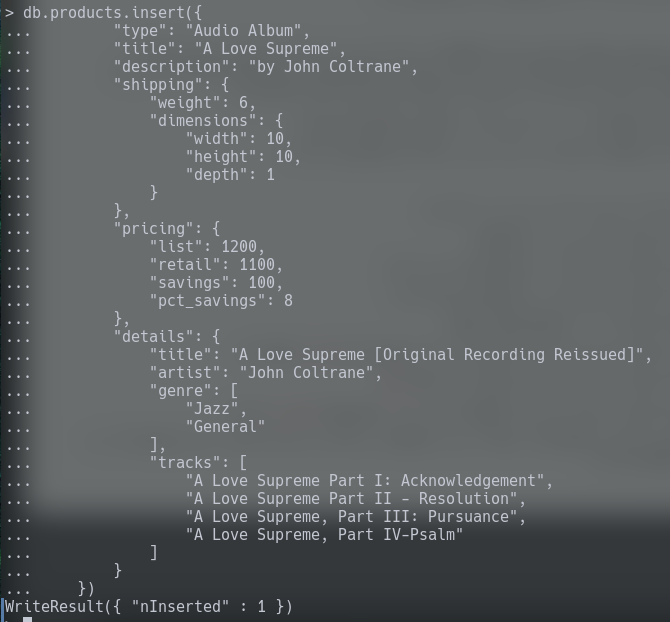 > db.products.insert({
...         "type": "Audio Album",
...         "title": "A Love Supreme",
...         "description": "by John Coltrane",
...         "shipping": {
...             "weight": 6,
...             "dimensions": {
...                 "width": 10,
...                 "height": 10,
...                 "depth": 1
...             }
...         },
...         "pricing": {
...             "list": 1200,
...             "retail": 1100,
...             "savings": 100,
...             "pct_savings": 8
...         },
...         "details": {
...             "title": "A Love Supreme [Original Recording Reissued]",
...             "artist": "John Coltrane",
...             "genre": [
...                 "Jazz",
...                 "General"
...             ],
...             "tracks": [
...                 "A Love Supreme Part I: Acknowledgement",
...                 "A Love Supreme Part II - Resolution",
...                 "A Love Supreme, Part III: Pursuance",
...                 "A Love Supreme, Part IV-Psalm"
...             ]
...         }
...     })
WriteResult({ "nInserted" : 1 })